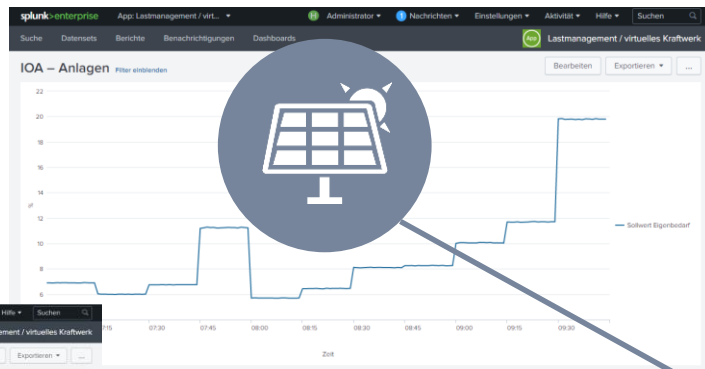 splunk>enterprise App: Lastmanagement / virt... H Administrator 1 Nachrichten Einstellungen Aktivität Hilfe Suchen
Suche Datensets Berichte Benachrichtigungen Dashboards App Lastmanagement / virtuelles Kraftwerk
IOA – Anlagen Filter einblenden Bearbeiten Exportieren ...
22
20
18
16
14
%
12
Sollwert Eigenbedarf
10
8
6
Hilfe Suchen
ement / virtuelles Kraftwerk
07:15 07:30 07:45 08:00 08:15 08:30 08:45 09:00 09:15 09:30
Exportieren ...
Zeit